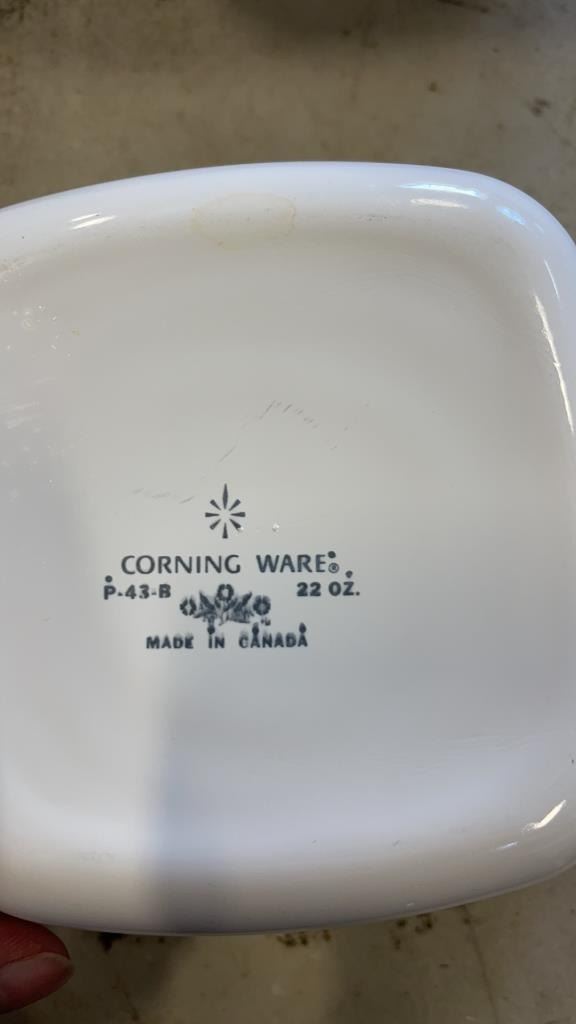 CORNING WARE®
P-43-B 22 OZ.
MADE IN CANADA